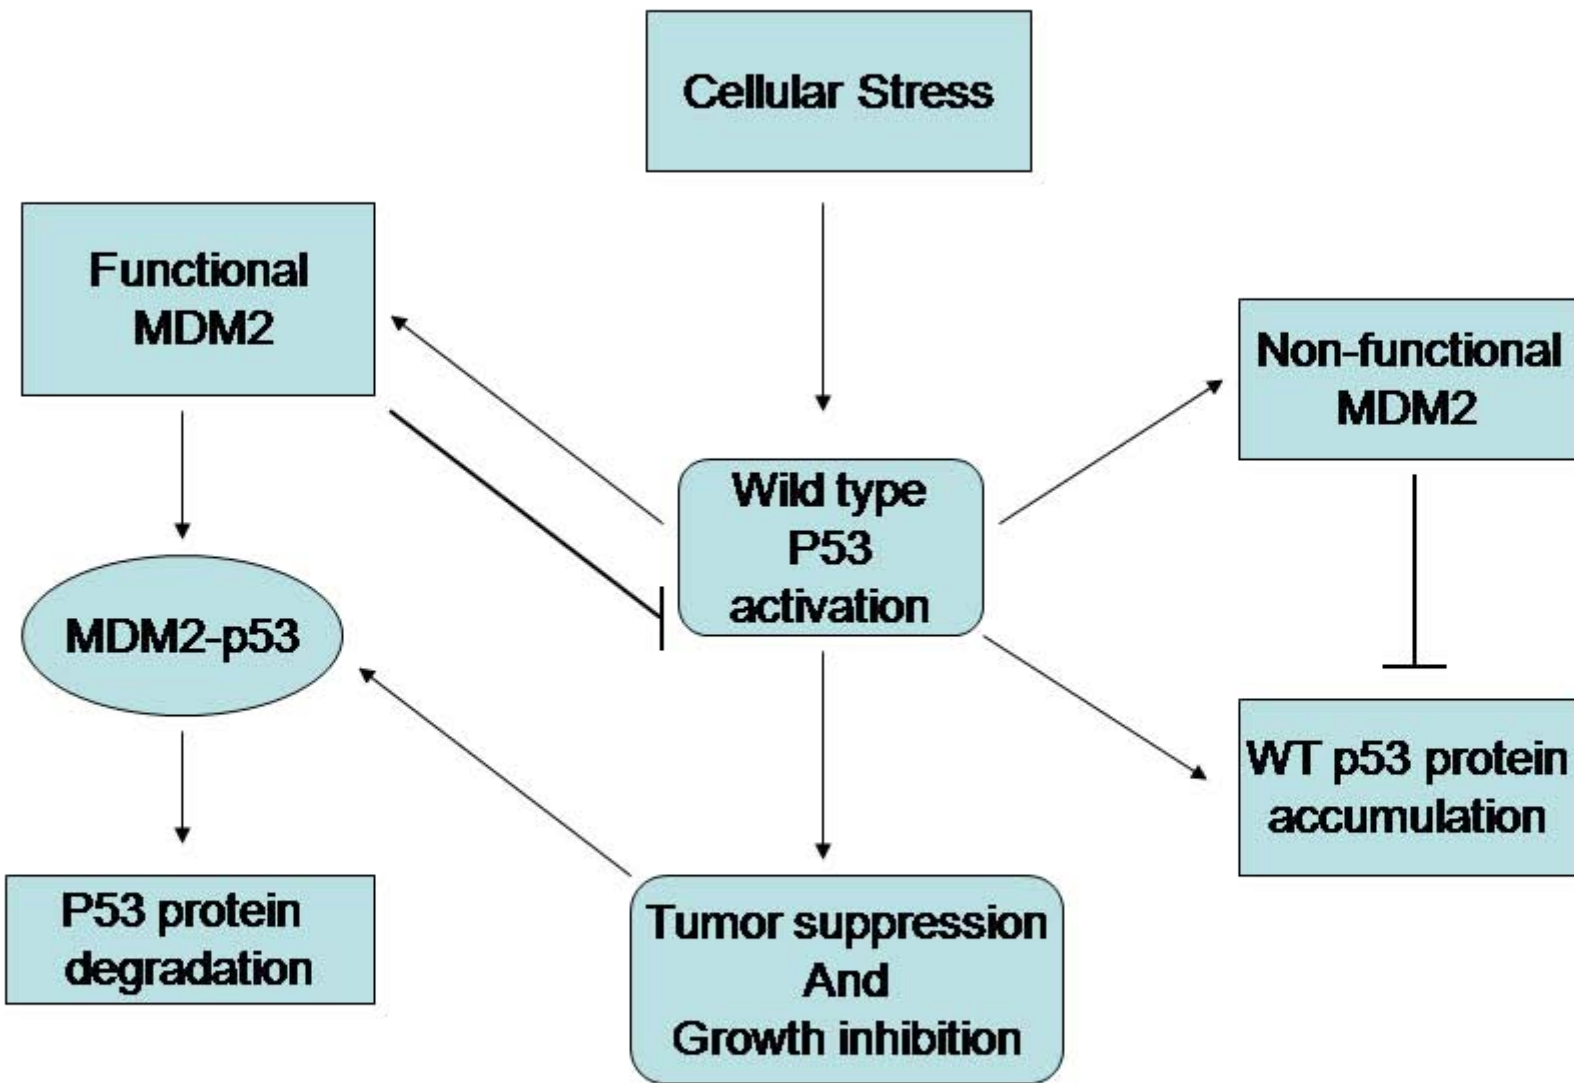 Cellular Stress
Functional
MDM2
Non-functional
MDM2
Wild type
P53
activation
MDM2-p53
WT p53 protein
accumulation
P53 protein
degradation
Tumor suppression
And
Growth inhibition